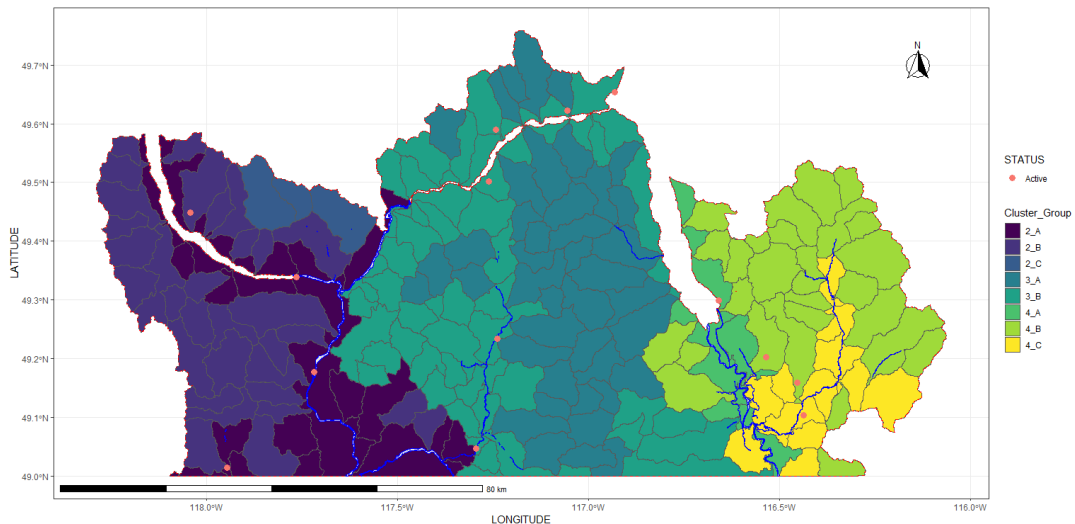 N
49.7°N
49.6°N
49.5°N
49.4°N
49.3°N
49.2°N
49.1°N
49.0°N
LATITUDE
80 km
118.0°W
117.5°W
117.0°W
116.5°W
116.0°W
LONGITUDE
STATUS
Active
Cluster_Group
2_A
2_B
2_C
3_A
3_B
4_A
4_B
4_C